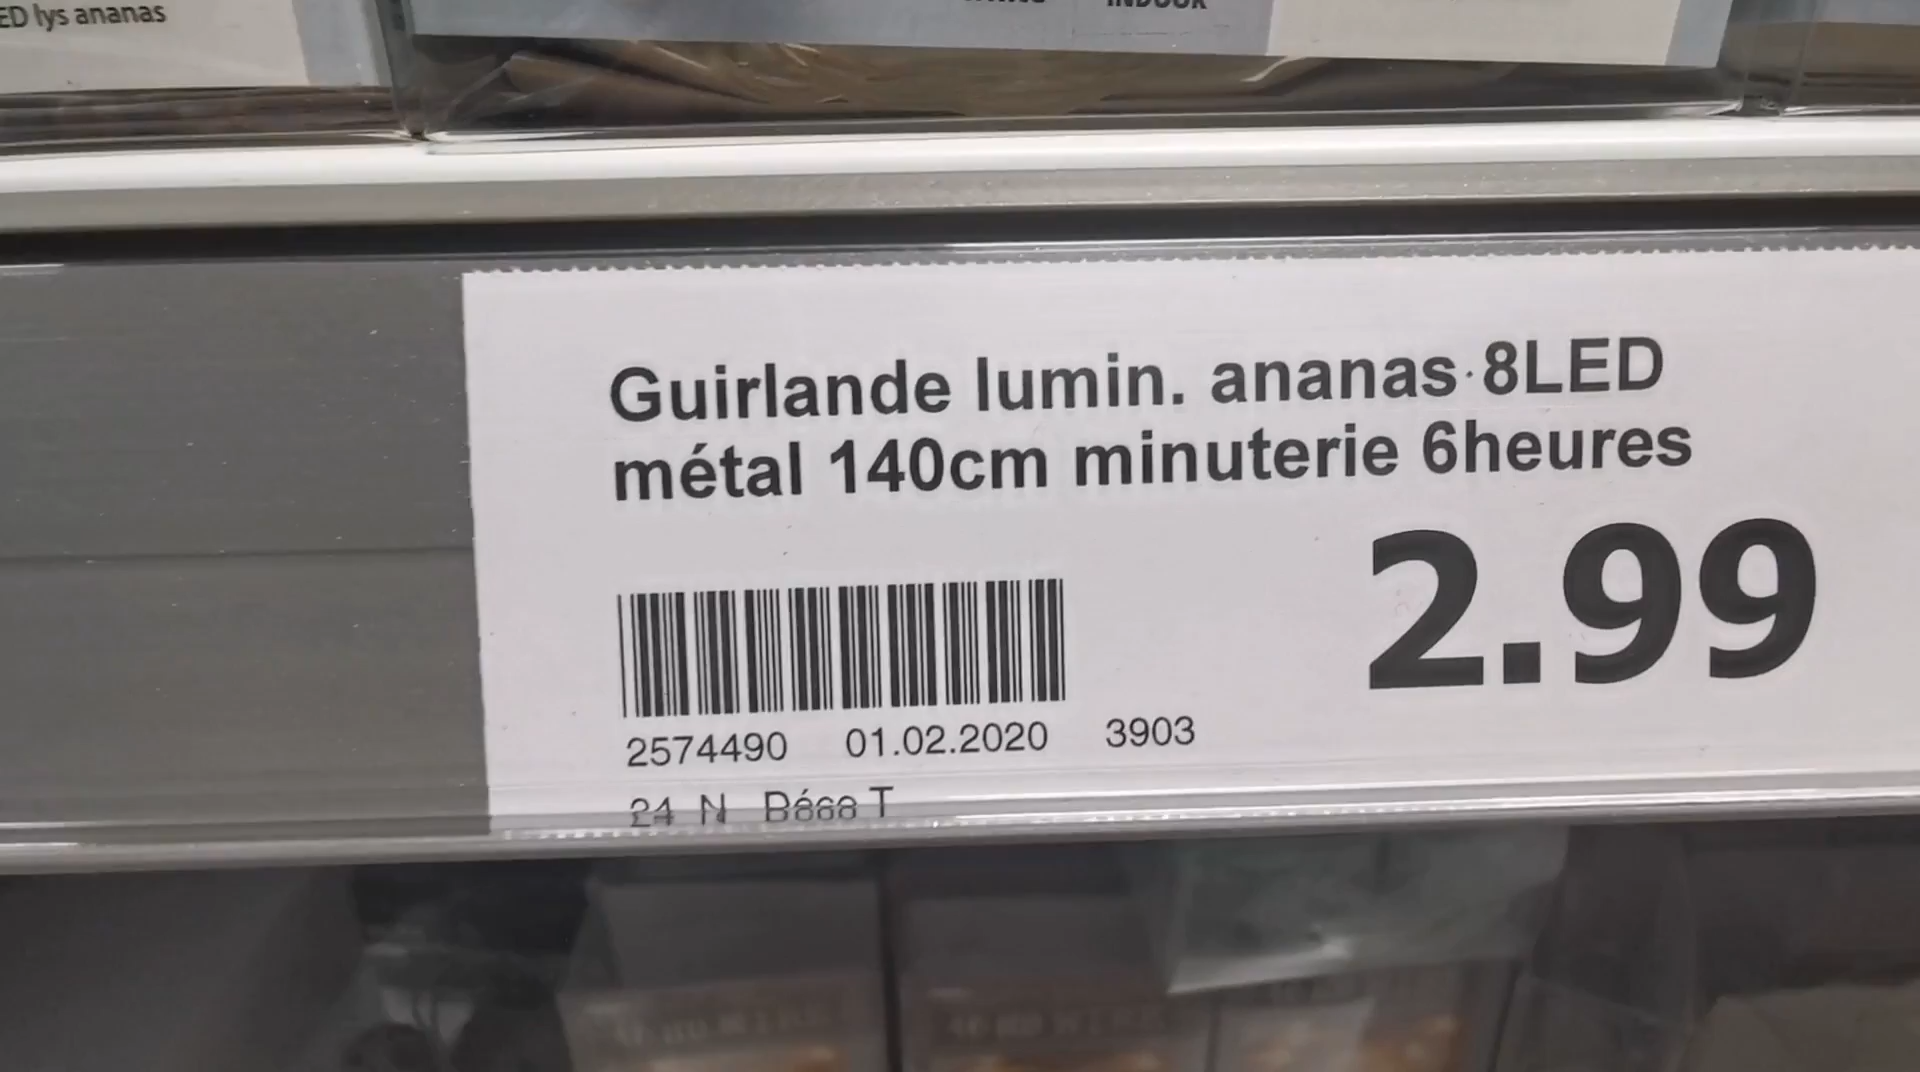 ED lys ananas
INDOOR
Guirlande lumin. ananas 8LED
métal 140cm minuterie 6heures
2.99
2574490 01.02.2020 3903
24 N T